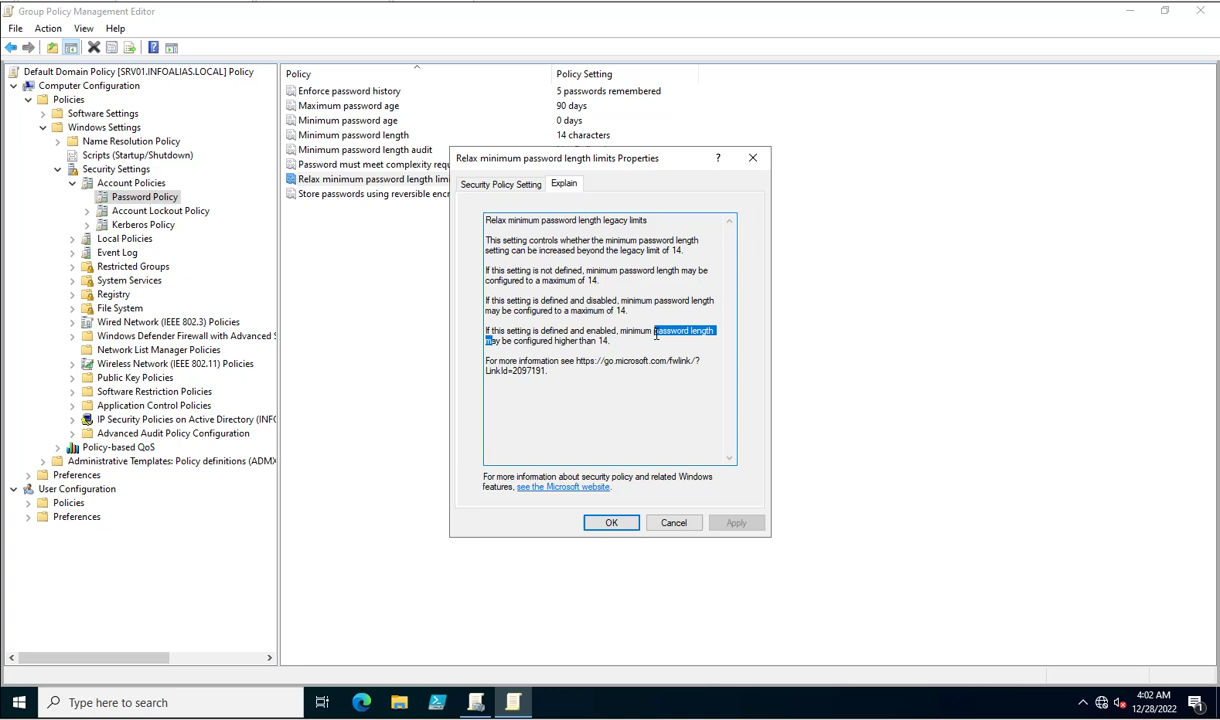 Group Policy Management Editor
File Action View Help
Default Domain Policy [SRV01.INFOALIAS.LOCAL] Policy
Computer Configuration
Policies
Software Settings
Windows Settings
Name Resolution Policy
Scripts (Startup/Shutdown)
Security Settings
Account Policies
Password Policy
Account Lockout Policy
Kerberos Policy
Local Policies
Event Log
Restricted Groups
System Services
Registry
File System
Wired Network (IEEE 802.3) Policies
Windows Defender Firewall with Advanced S
Network List Manager Policies
Wireless Network (IEEE 802.11) Policies
Public Key Policies
Software Restriction Policies
Application Control Policies
IP Security Policies on Active Directory (INFO
Advanced Audit Policy Configuration
Policy-based QoS
Administrative Templates: Policy definitions (ADMX
Preferences
User Configuration
Policies
Preferences
Policy Policy Setting
Enforce password history 5 passwords remembered
Maximum password age 90 days
Minimum password age 0 days
Minimum password length 14 characters
Minimum password length audit
Password must meet complexity requ
Relax minimum password length limi
Store passwords using reversible encr
Relax minimum password length limits Properties
?
Security Policy Setting Explain
Relax minimum password length legacy limits
This setting controls whether the minimum password length
setting can be increased beyond the legacy limit of 14.
If this setting is not defined, minimum password length may be
configured to a maximum of 14.
If this setting is defined and disabled, minimum password length
may be configured to a maximum of 14.
If this setting is defined and enabled, minimum password length
may be configured higher than 14.
For more information see https://go.microsoft.com/fwlink/?
LinkId=2097191.
For more information about security policy and related Windows
features, see the Microsoft website.
OK Cancel Apply
Type here to search
4:02 AM
12/28/2022
1